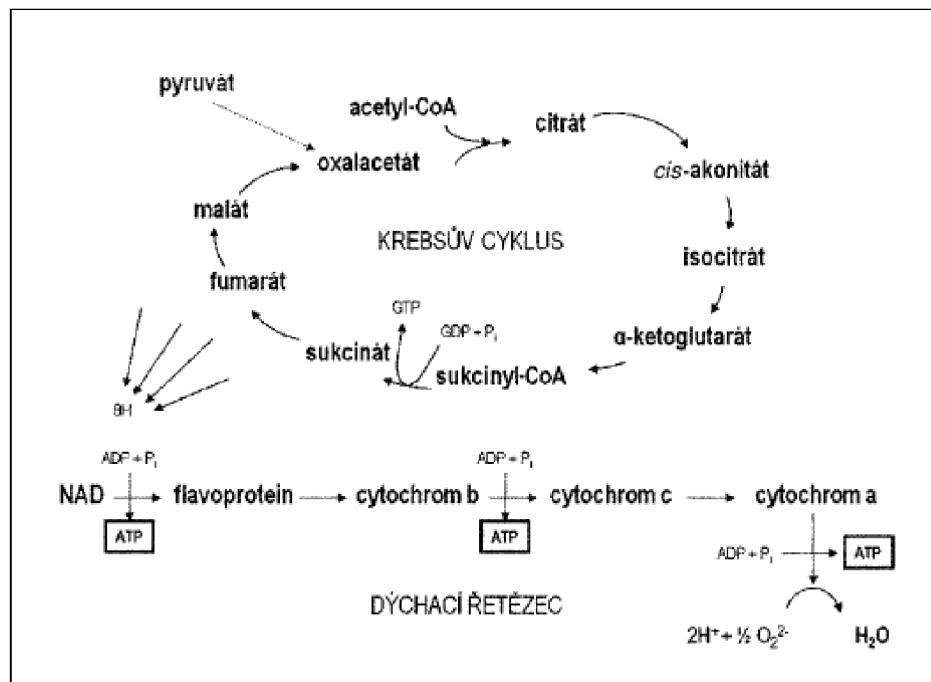 pyruvát
acetyl-CoA
citrát
oxalacetát
cis-akonitát
malát
KREBSŮV CYKLUS
isocitrát
fumarát
GTP
GDP + Pi
α-ketoglutarát
sukcinát
sukcinyl-CoA
8H
ADP + Pi
ADP + Pi
NAD
flavoprotein
cytochrom b
cytochrom c
cytochrom a
ATP
ATP
ADP + Pi
ATP
DÝCHACÍ ŘETĚZEC
2H⁺ + ½ O₂²⁻
H₂O